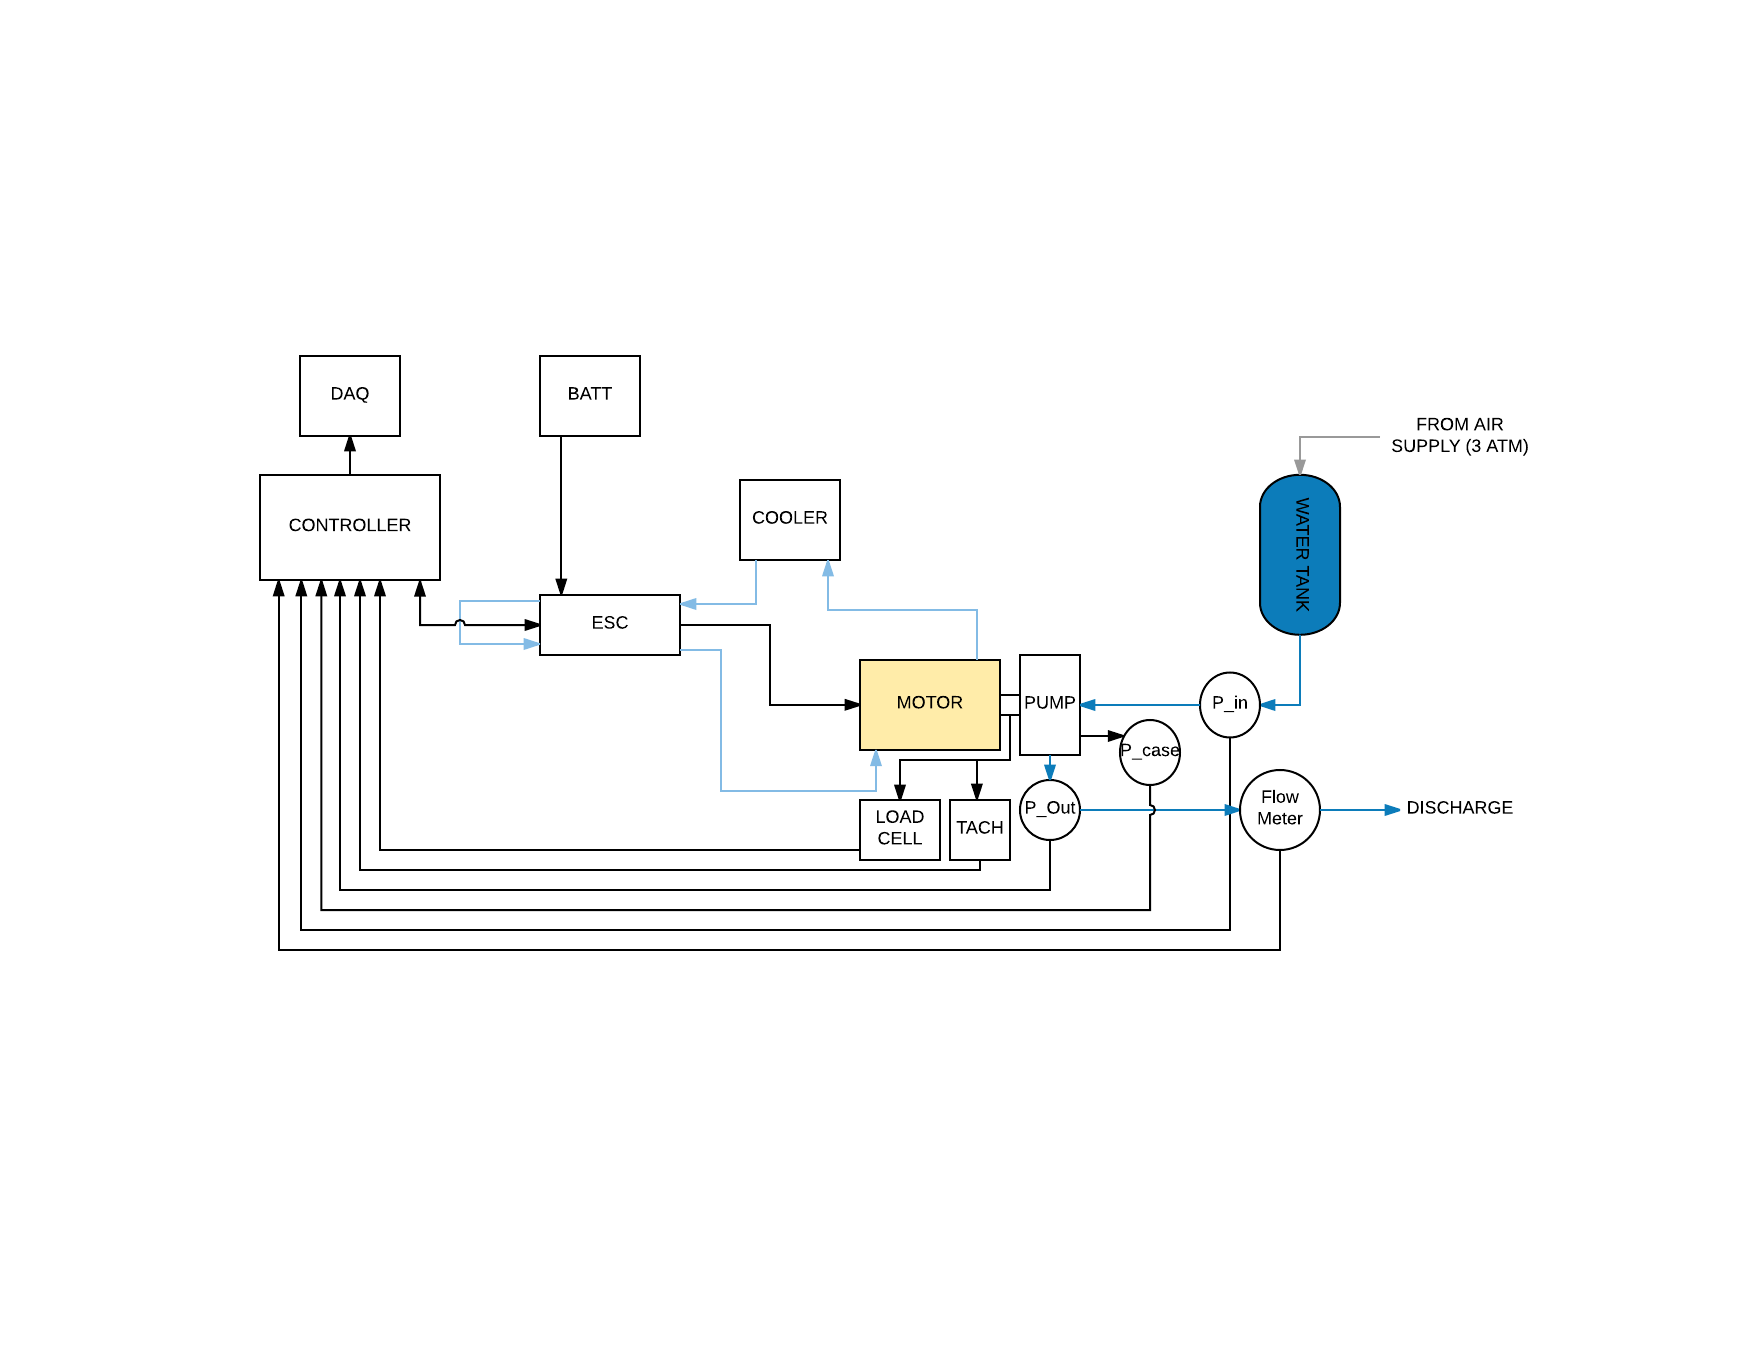 DAQ
BATT
FROM AIR
SUPPLY (3 ATM)
COOLER
CONTROLLER
WATER TANK
ESC
MOTOR
PUMP
P_in
P_case
LOAD
CELL
TACH
P_Out
Flow
Meter
DISCHARGE